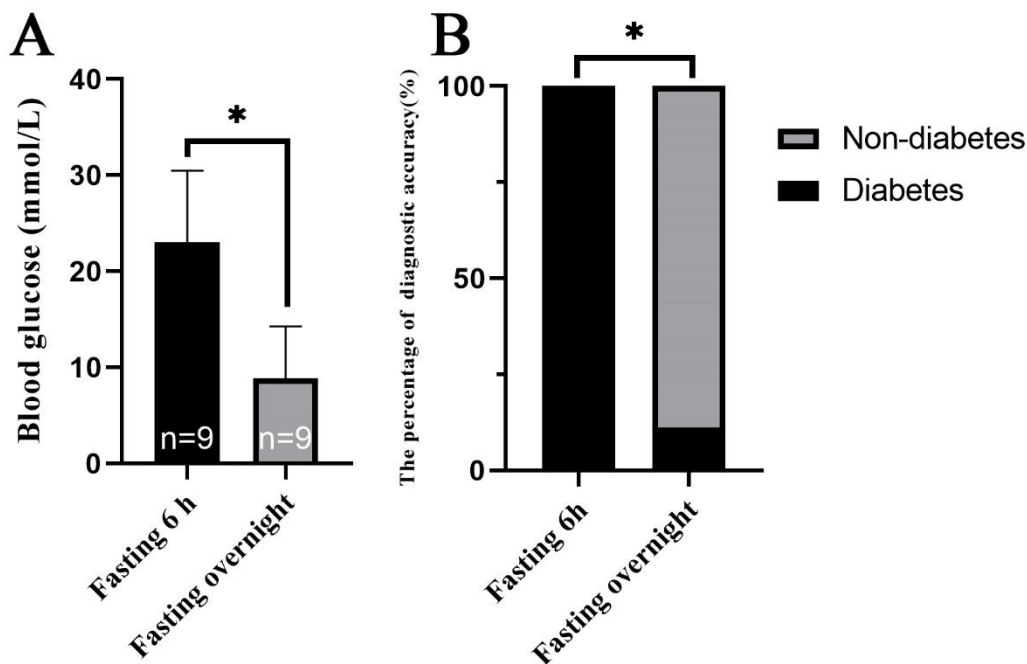 A
Blood glucose (mmol/L)
40
30
20
10
0
*
n=9
n=9
Fasting 6 h
Fasting overnight
B
The percentage of diagnostic accuracy(%)
100
50
0
*
Fasting 6h
Fasting overnight
Non-diabetes
Diabetes